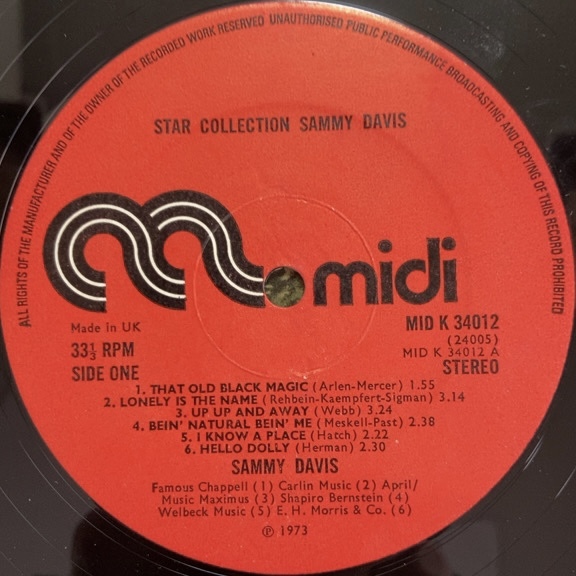 ALL RIGHTS OF THE MANUFACTURER AND OF THE OWNER OF THE RECORDED WORK RESERVED UNAUTHORISED PUBLIC PERFORMANCE BROADCASTING AND COPYING OF THIS RECORD PROHIBITED
STAR COLLECTION SAMMY DAVIS
midi
Made in UK
MID K 34012
(24005)
33⅓ RPM
MID K 34012 A
SIDE ONE
STEREO
1. THAT OLD BLACK MAGIC (Arlen-Mercer) 1.55
2. LONELY IS THE NAME (Rehbein-Kaempfert-Sigman) 3.14
3. UP UP AND AWAY (Webb) 3.24
4. BEIN' NATURAL BEIN' ME (Meskell-Past) 2.38
5. I KNOW A PLACE (Hatch) 2.22
6. HELLO DOLLY (Herman) 2.30
SAMMY DAVIS
Famous Chappell (1) Carlin Music (2) April/
Music Maximus (3) Shapiro Bernstein (4)
Welbeck Music (5) E. H. Morris & Co. (6)
℗ 1973